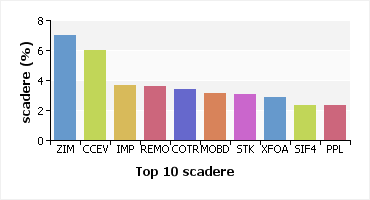 8
6
4
2
0
scadere (%)
ZIM CCEV IMP REMO COTR MOBD STK XFOA SIF4 PPL
Top 10 scadere